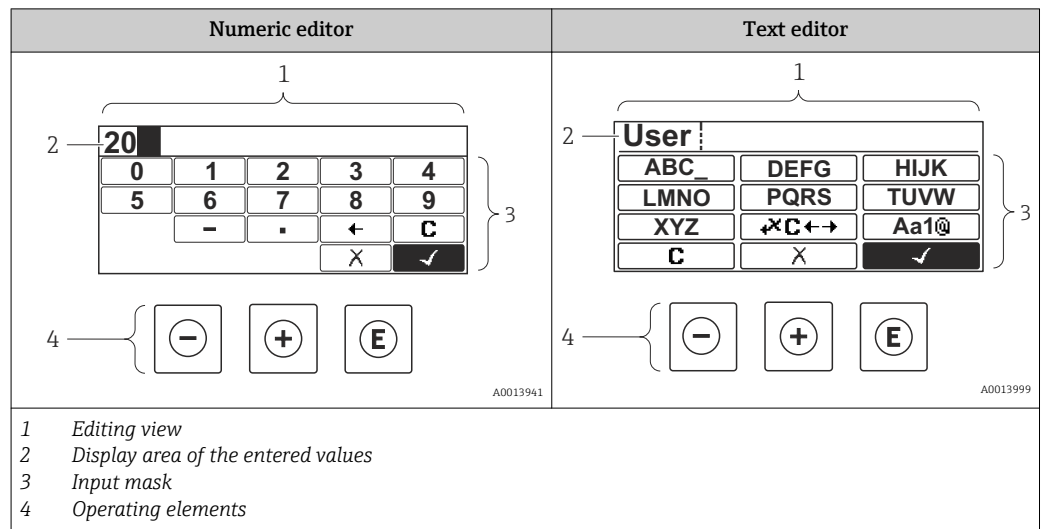 Numeric editor Text editor
1 1
2 20 2 User
0 1 2 3 4 ABC_ DEFG HIJK
5 6 7 8 9 LMNO PQRS TUVW
3 3
- . ← C XYZ ↶×C←→ Aa1@
X ✓ C X ✓
4 - + E 4 - + E
A0013941 A0013999
1 Editing view
2 Display area of the entered values
3 Input mask
4 Operating elements